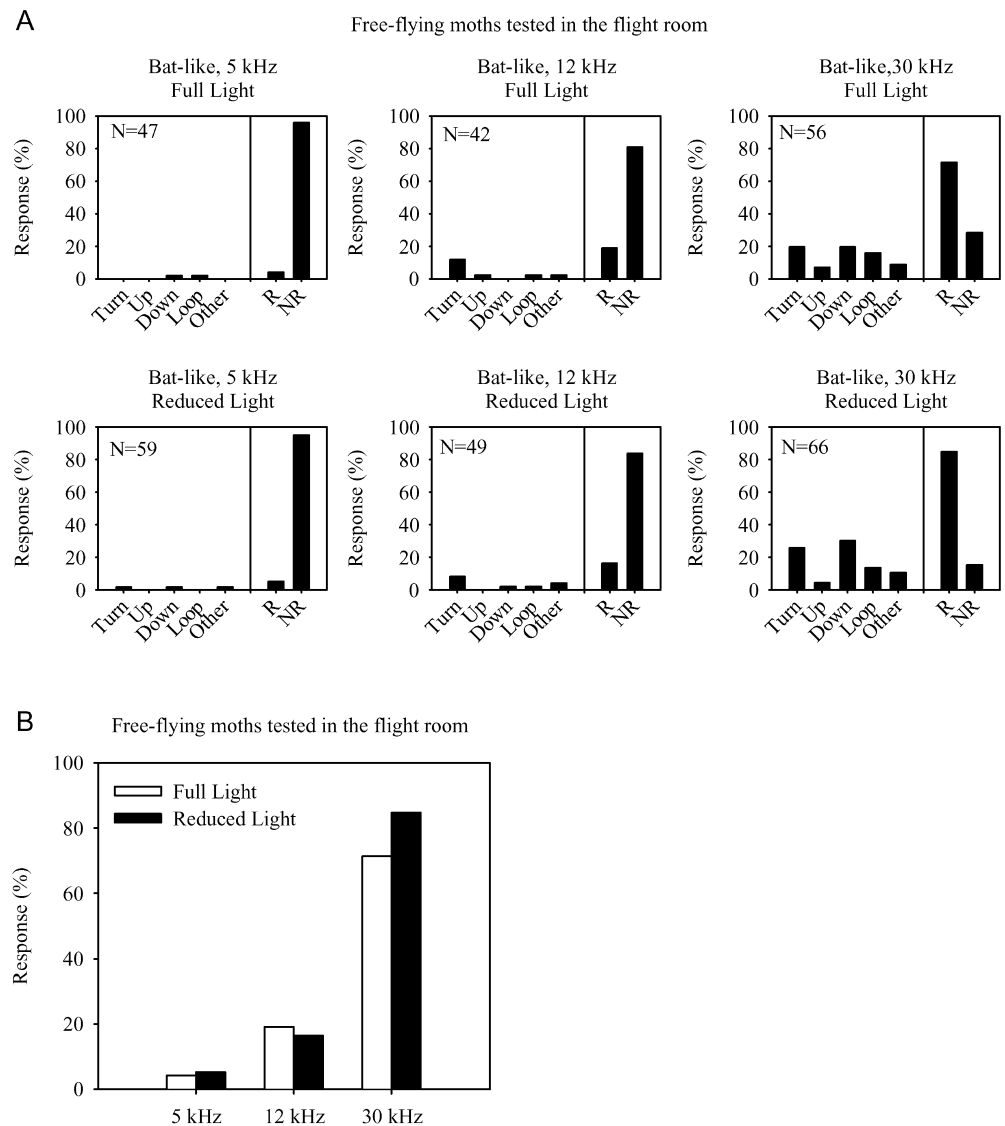 A
Free-flying moths tested in the flight room
Bat-like, 5 kHz
Full Light
Response (%)
100
80
60
40
20
0
N=47
Turn
Up
Down
Loop
Other
R
NR
Bat-like, 12 kHz
Full Light
Response (%)
100
80
60
40
20
0
N=42
Turn
Up
Down
Loop
Other
R
NR
Bat-like,30 kHz
Full Light
Response (%)
100
80
60
40
20
0
N=56
Turn
Up
Down
Loop
Other
R
NR
Bat-like, 5 kHz
Reduced Light
Response (%)
100
80
60
40
20
0
N=59
Turn
Up
Down
Loop
Other
R
NR
Bat-like, 12 kHz
Reduced Light
Response (%)
100
80
60
40
20
0
N=49
Turn
Up
Down
Loop
Other
R
NR
Bat-like, 30 kHz
Reduced Light
Response (%)
100
80
60
40
20
0
N=66
Turn
Up
Down
Loop
Other
R
NR
B
Free-flying moths tested in the flight room
Response (%)
100
80
60
40
20
0
Full Light
Reduced Light
5 kHz
12 kHz
30 kHz